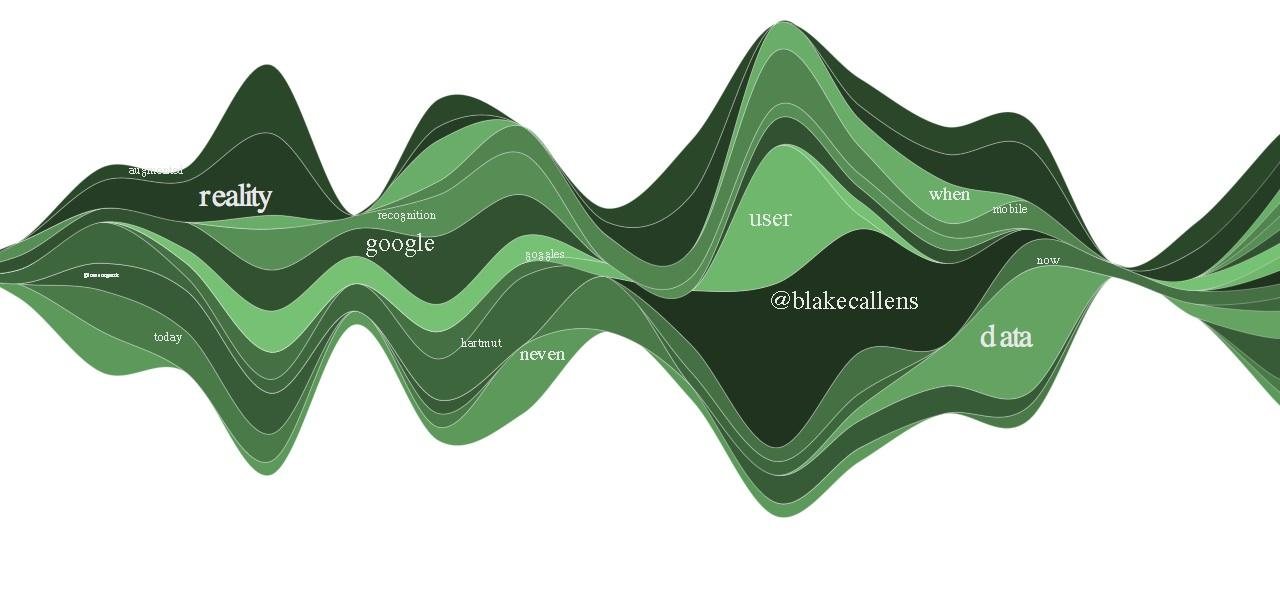 augmented
reality
when
mobile
recognition
user
google
goggles
now
@blakecallens
today
data
hartmut
neven